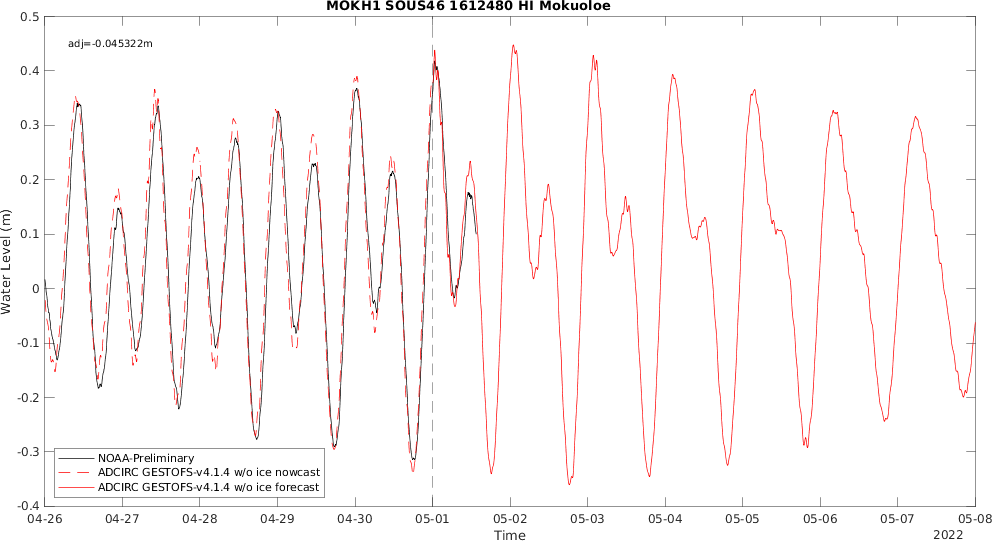 MOKH1 SOUS46 1612480 HI Mokuoloe
adj=-0.045322m
Water Level (m)
0.5
0.4
0.3
0.2
0.1
0
-0.1
-0.2
-0.3
-0.4
NOAA-Preliminary
ADCIRC GESTOFS-v4.1.4 w/o ice nowcast
ADCIRC GESTOFS-v4.1.4 w/o ice forecast
04-26 04-27 04-28 04-29 04-30 05-01 05-02 05-03 05-04 05-05 05-06 05-07 05-08
Time
2022